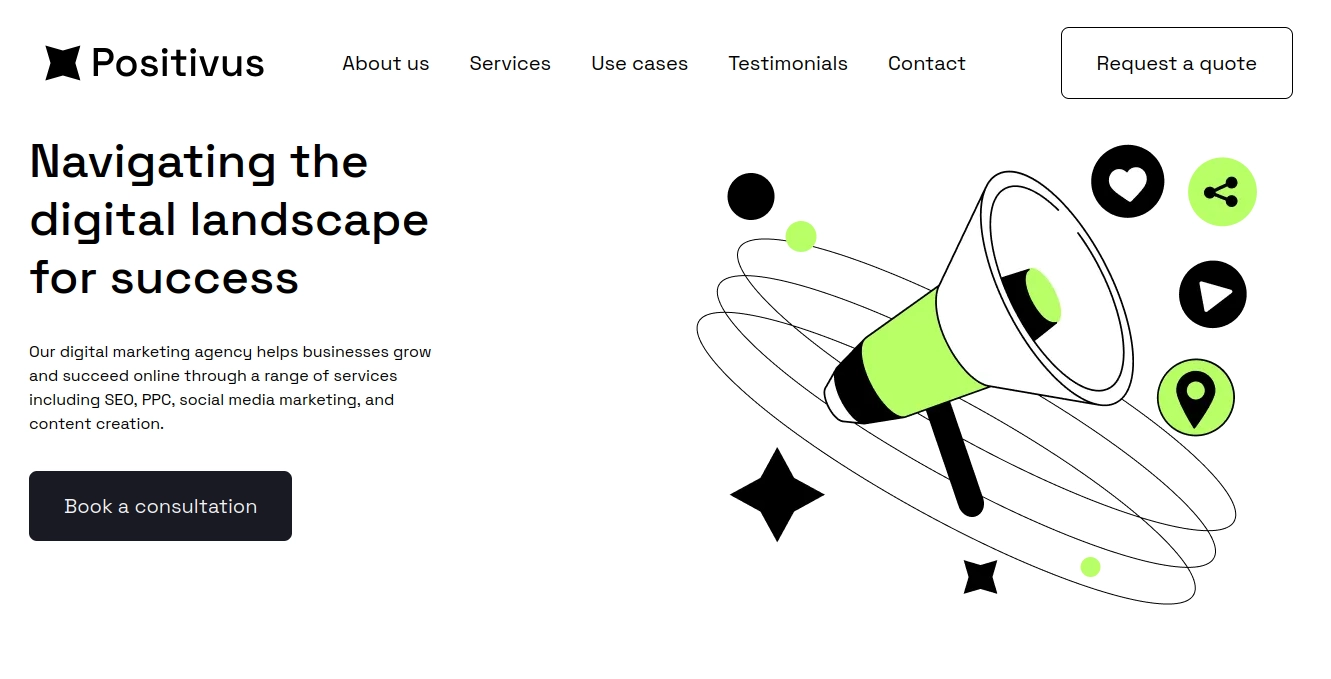 Positivus
About us
Services
Use cases
Testimonials
Contact
Request a quote
Navigating the
digital landscape
for success
Our digital marketing agency helps businesses grow
and succeed online through a range of services
including SEO, PPC, social media marketing, and
content creation.
Book a consultation